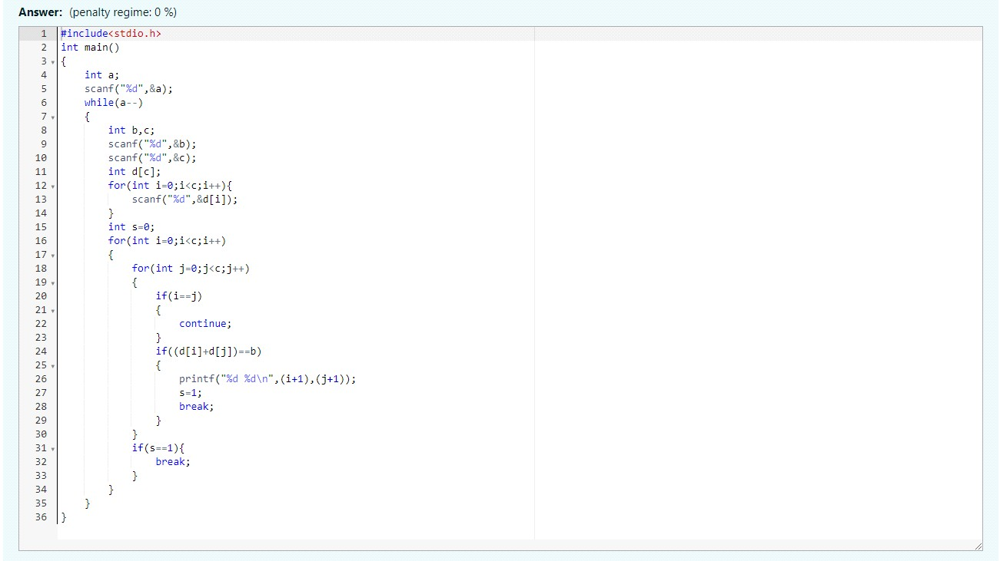 Answer: (penalty regime: 0 %)
1 #include<stdio.h>
2 int main()
3 {
4     int a;
5     scanf("%d",&a);
6     while(a--)
7     {
8         int b,c;
9         scanf("%d",&b);
10         scanf("%d",&c);
11         int d[c];
12         for(int i=0;i<c;i++){
13             scanf("%d",&d[i]);
14         }
15         int s=0;
16         for(int i=0;i<c;i++)
17         {
18             for(int j=0;j<c;j++)
19             {
20                 if(i==j)
21                 {
22                     continue;
23                 }
24                 if((d[i]+d[j])==b)
25                 {
26                     printf("%d %d\n",(i+1),(j+1));
27                     s=1;
28                     break;
29                 }
30             }
31             if(s==1){
32                 break;
33             }
34         }
35     }
36 }